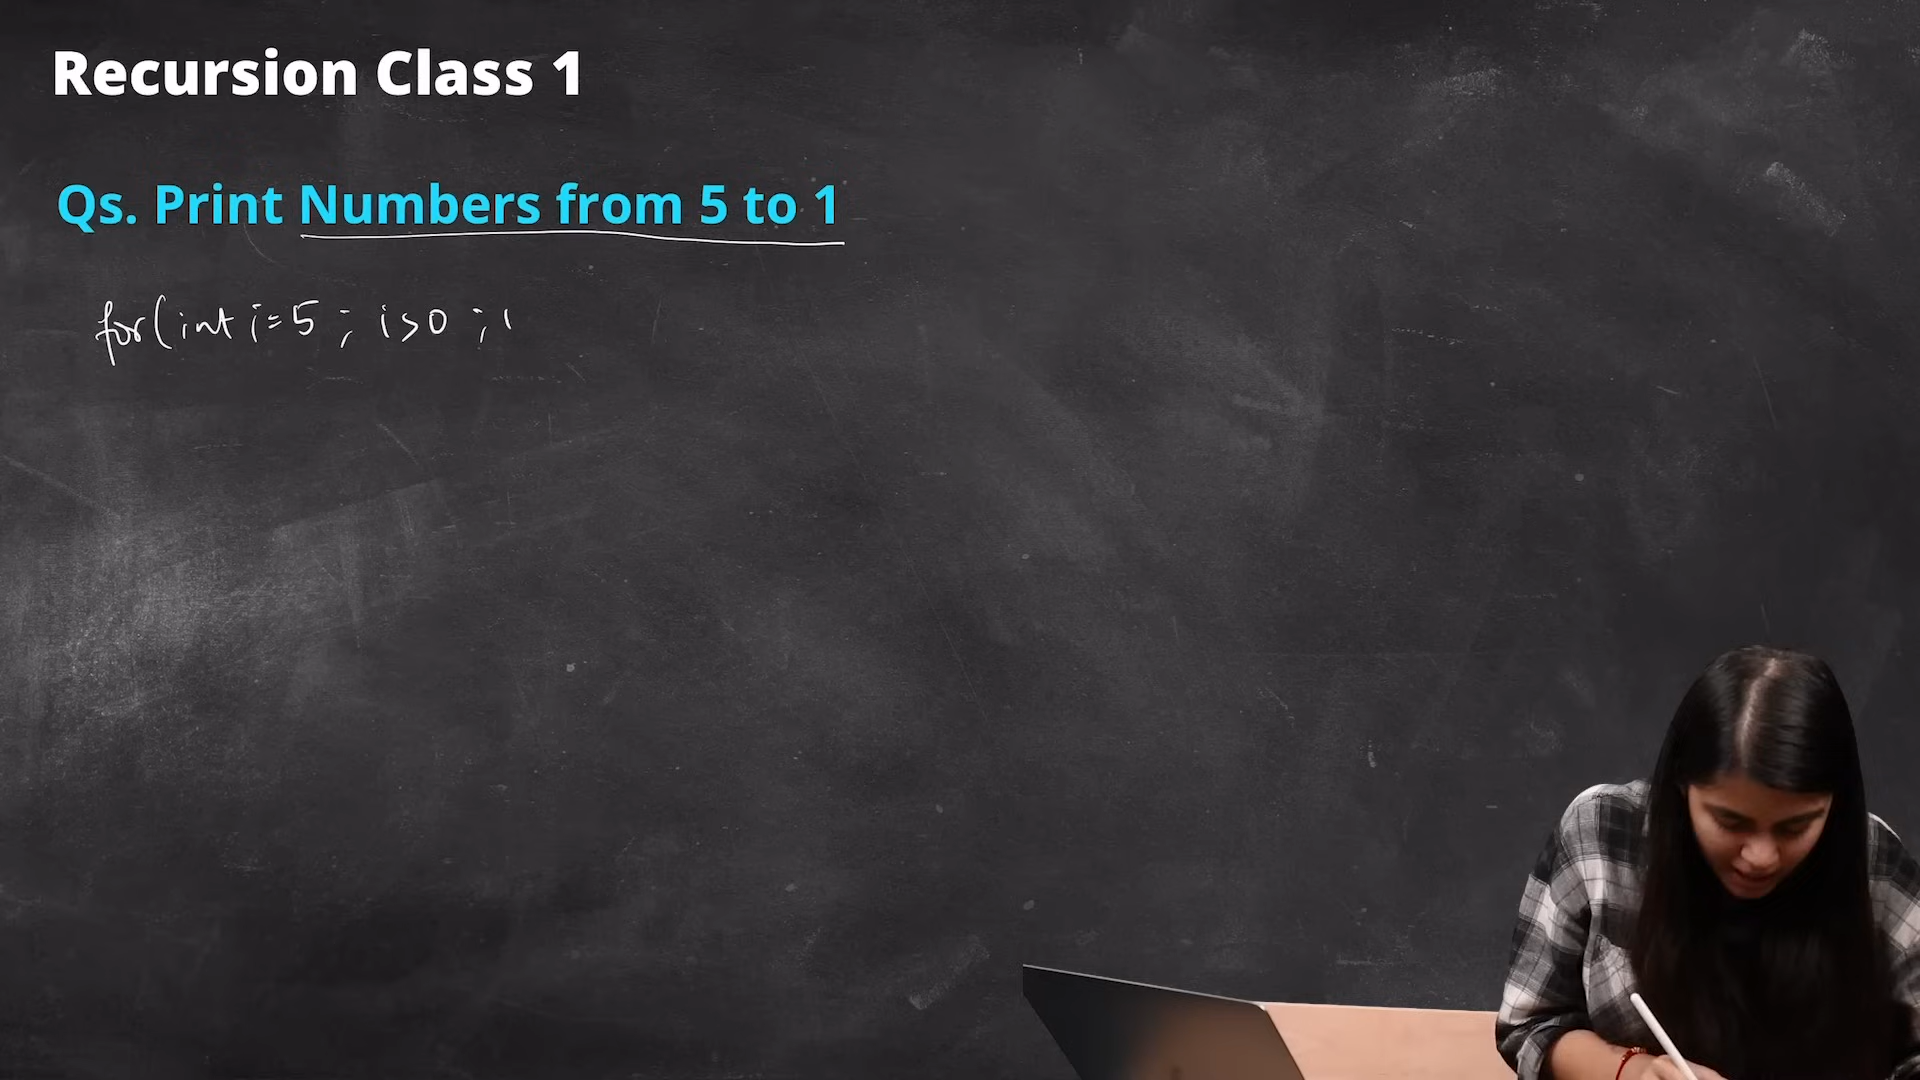 Recursion Class 1
Qs. Print Numbers from 5 to 1
for(int i=5; i>0;